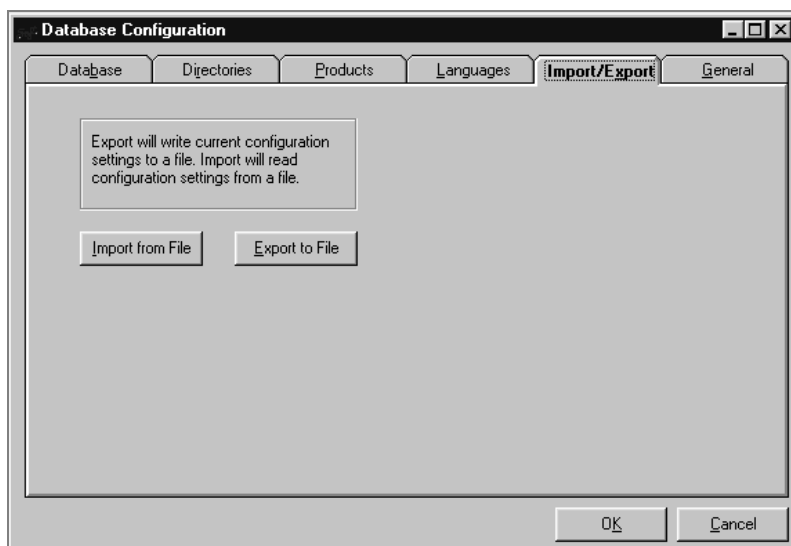 Database Configuration
Database Directories Products Languages Import/Export General
Export will write current configuration
settings to a file. Import will read
configuration settings from a file.
Import from File Export to File
OK Cancel